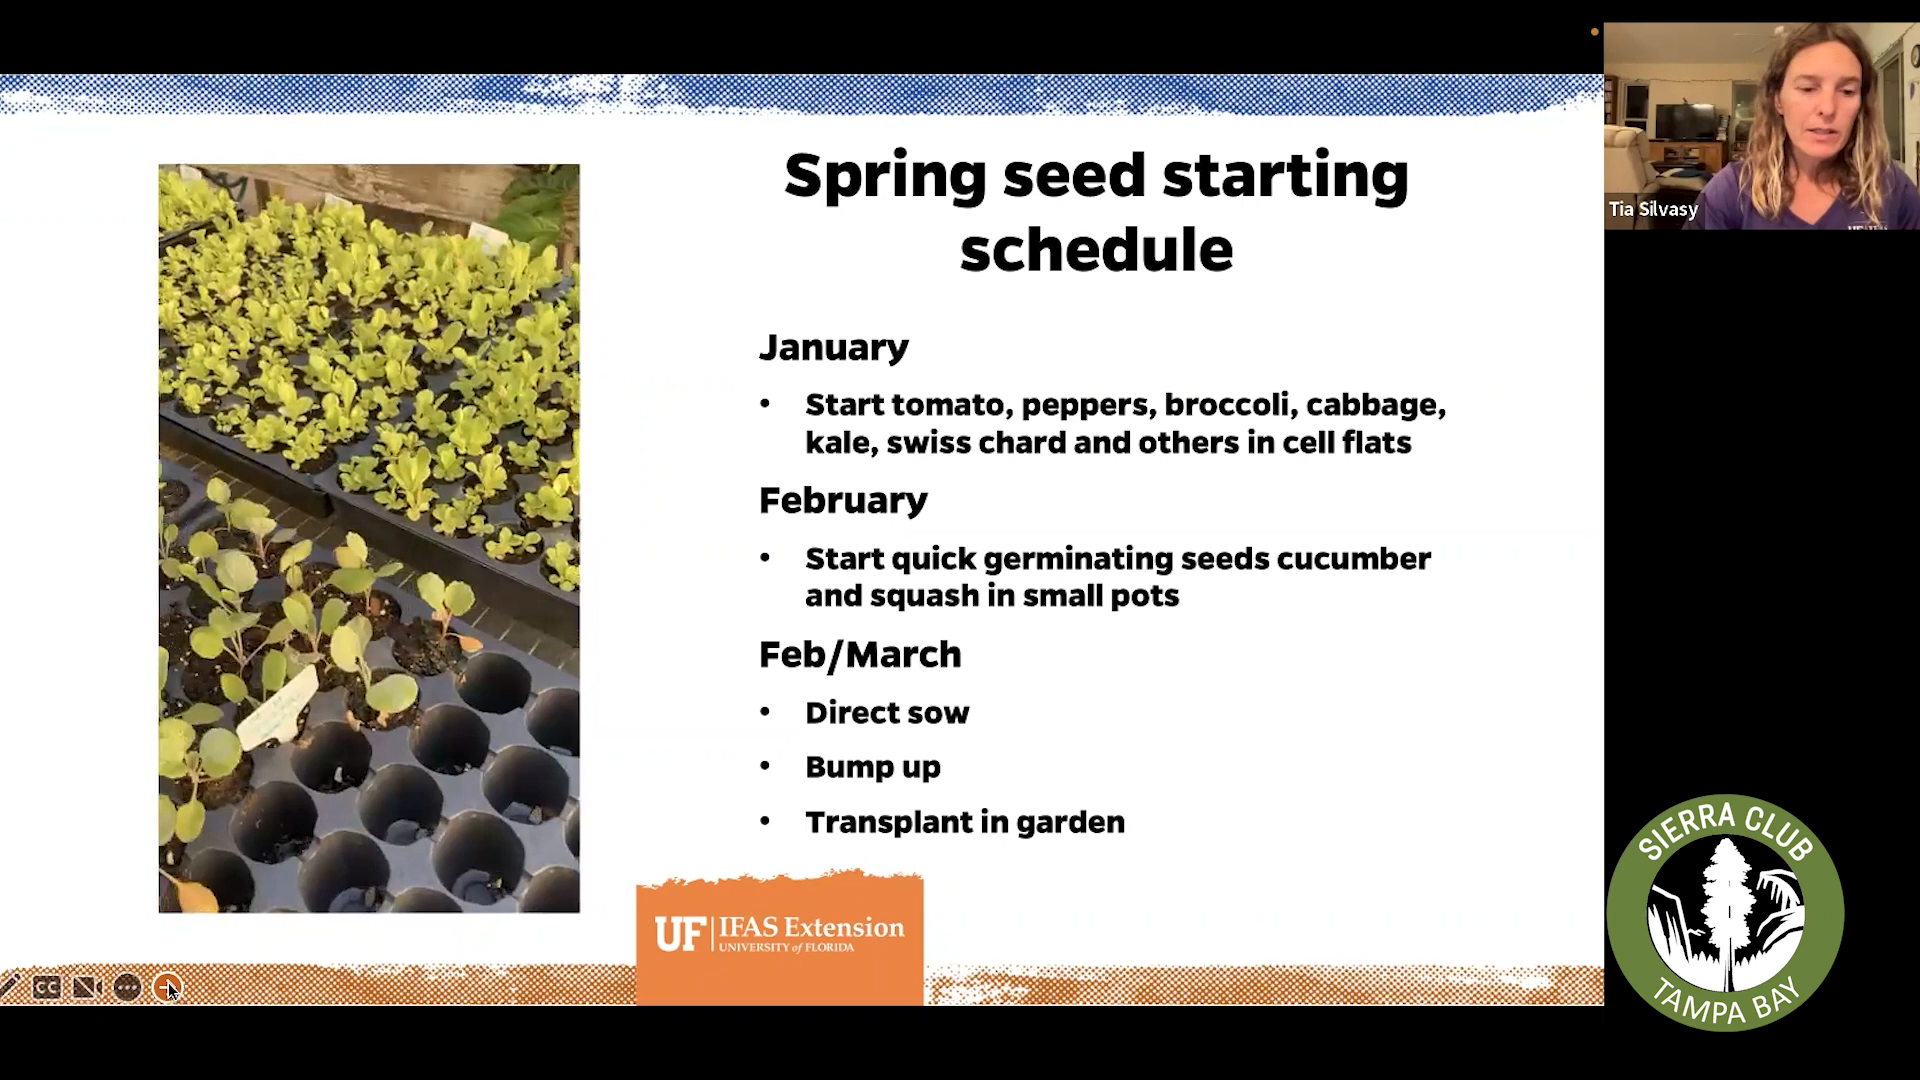 Spring seed starting
schedule
January
• Start tomato, peppers, broccoli, cabbage,
kale, swiss chard and others in cell flats
February
• Start quick germinating seeds cucumber
and squash in small pots
Feb/March
• Direct sow
• Bump up
• Transplant in garden
UF IFAS Extension
UNIVERSITY of FLORIDA
CC
Tia Silvasy
SIERRA CLUB
TAMPA BAY